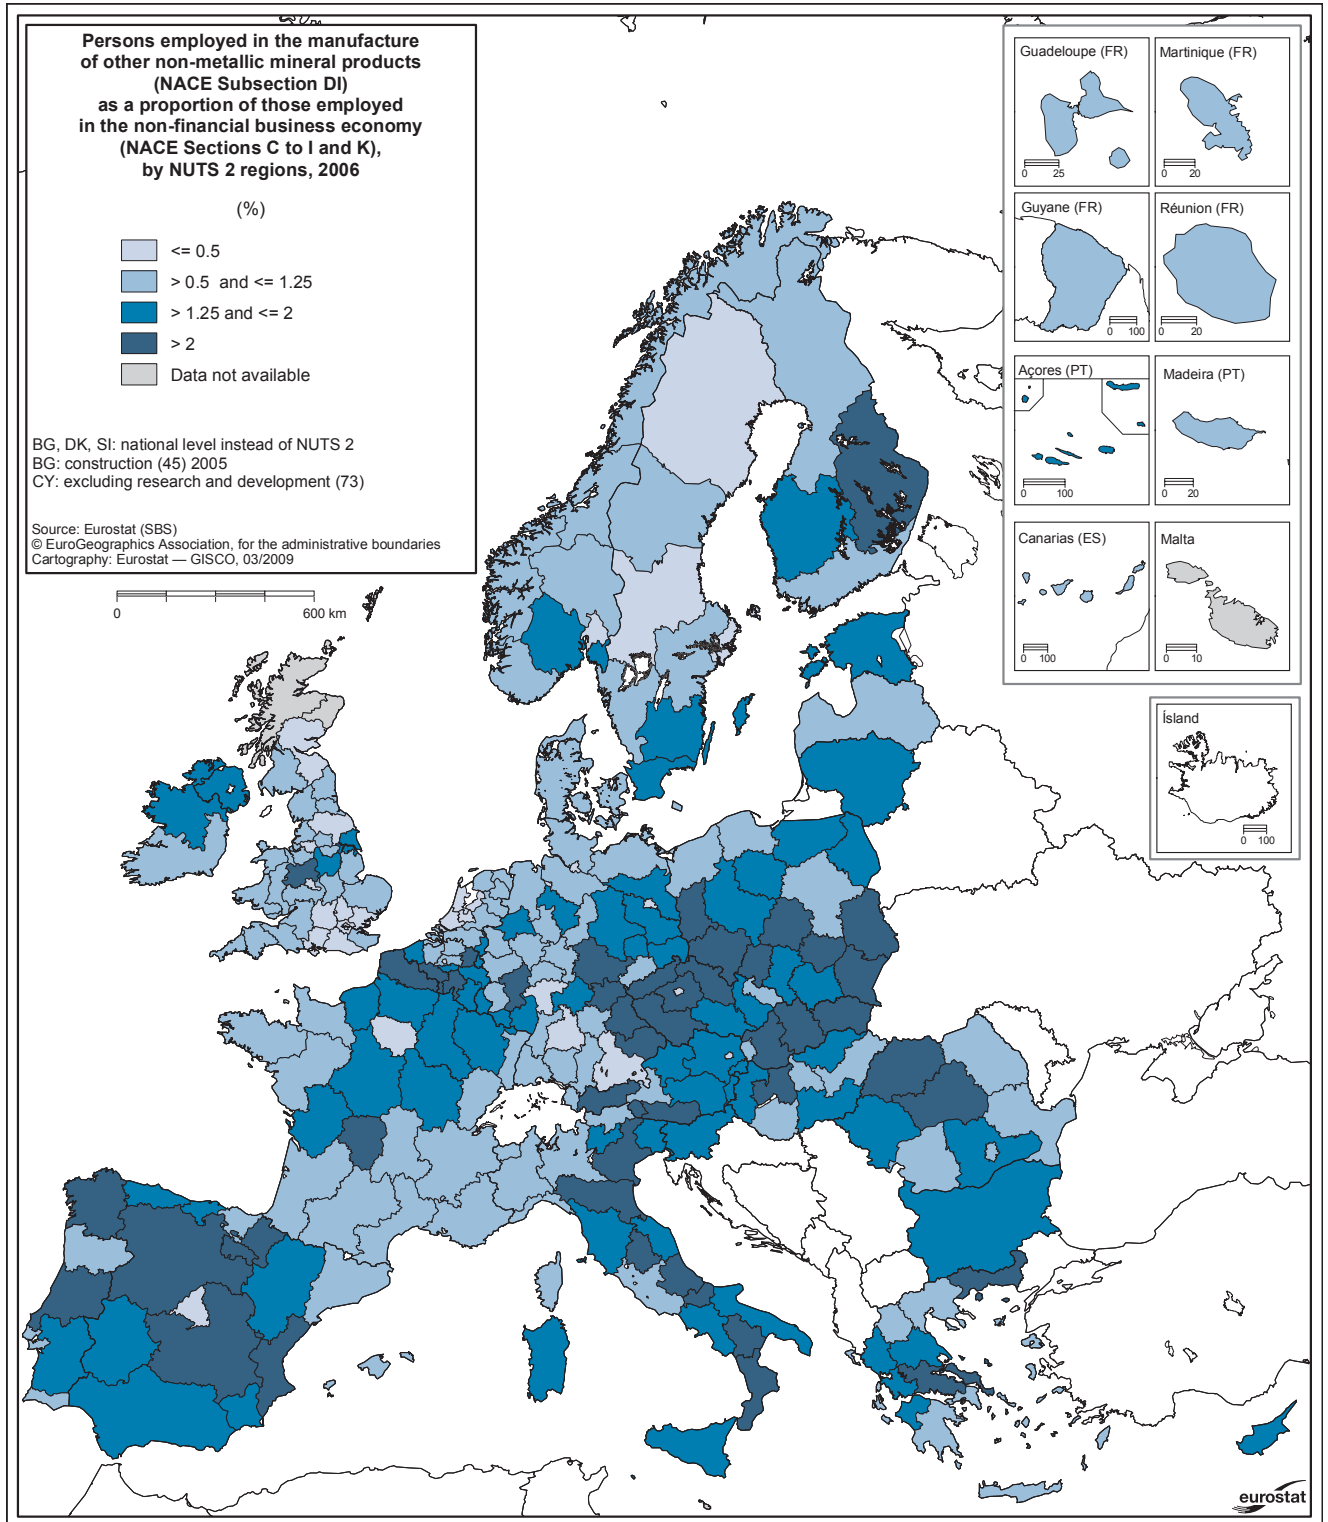 Persons employed in the manufacture
of other non-metallic mineral products
(NACE Subsection DI)
as a proportion of those employed
in the non-financial business economy
(NACE Sections C to I and K),
by NUTS 2 regions, 2006
(%)
<= 0.5
> 0.5 and <= 1.25
> 1.25 and <= 2
> 2
Data not available
BG, DK, SI: national level instead of NUTS 2
BG: construction (45) 2005
CY: excluding research and development (73)
Source: Eurostat (SBS)
© EuroGeographics Association, for the administrative boundaries
Cartography: Eurostat — GISCO, 03/2009
0 600 km
Guadeloupe (FR)
0 25
Martinique (FR)
0 20
Guyane (FR)
0 100
Réunion (FR)
0 20
Açores (PT)
0 100
Madeira (PT)
0 20
Canarias (ES)
0 100
Malta
0 10
Ísland
0 100
eurostat